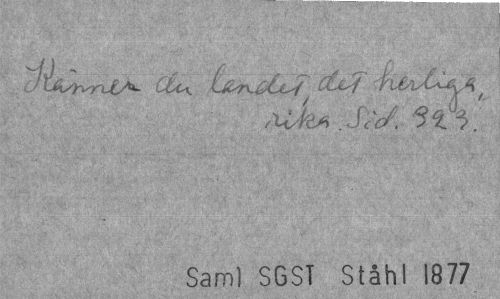 Känner du landet, det herliga,
rika. Sid. 323.
Saml SGST Ståhl 1877